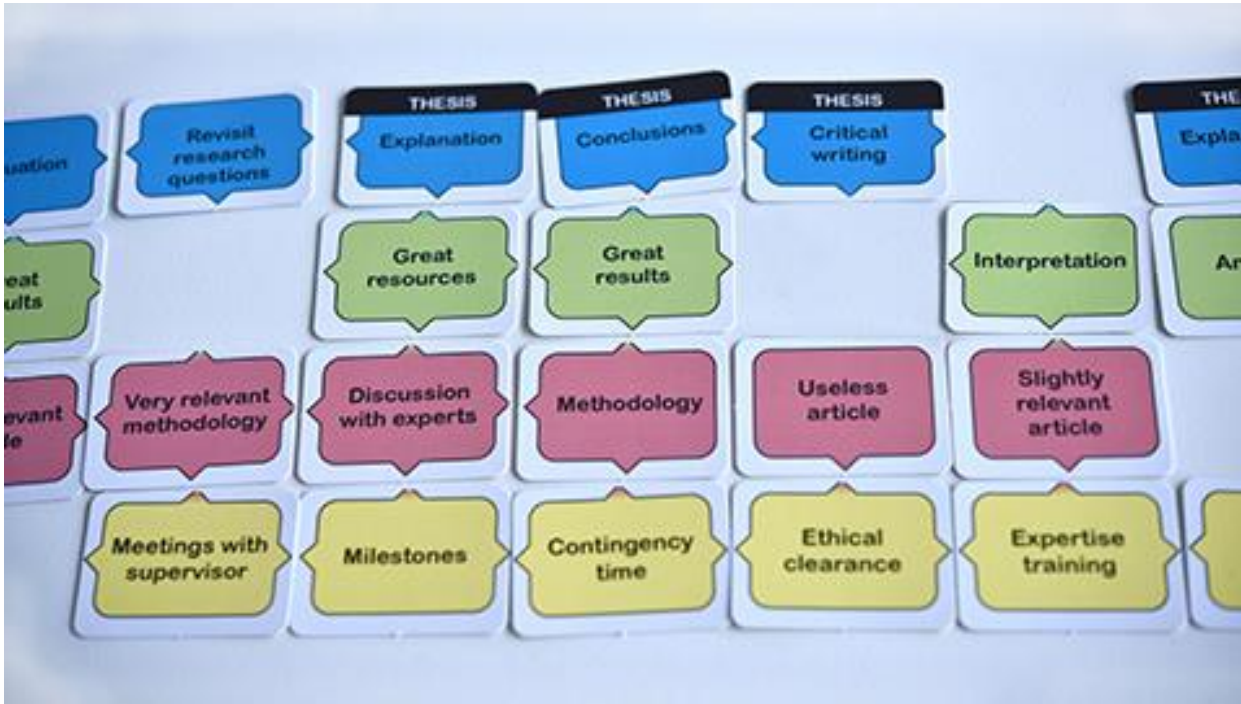 Revisit
research
questions
THESIS
Explanation
THESIS
Conclusions
THESIS
Critical
writing
Great
resources
Great
results
Interpretation
Very relevant
methodology
Discussion
with experts
Methodology
Useless
article
Slightly
relevant
article
Meetings with
supervisor
Milestones
Contingency
time
Ethical
clearance
Expertise
training